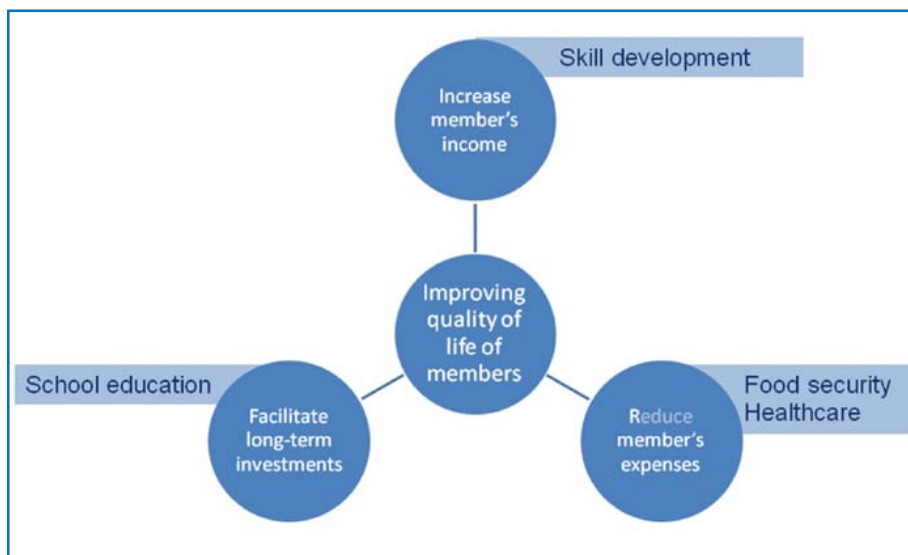 Skill development
Increase
member's
income
Improving
quality of
life of
members
School education
Facilitate
long-term
investments
Food security
Healthcare
Reduce
member's
expenses